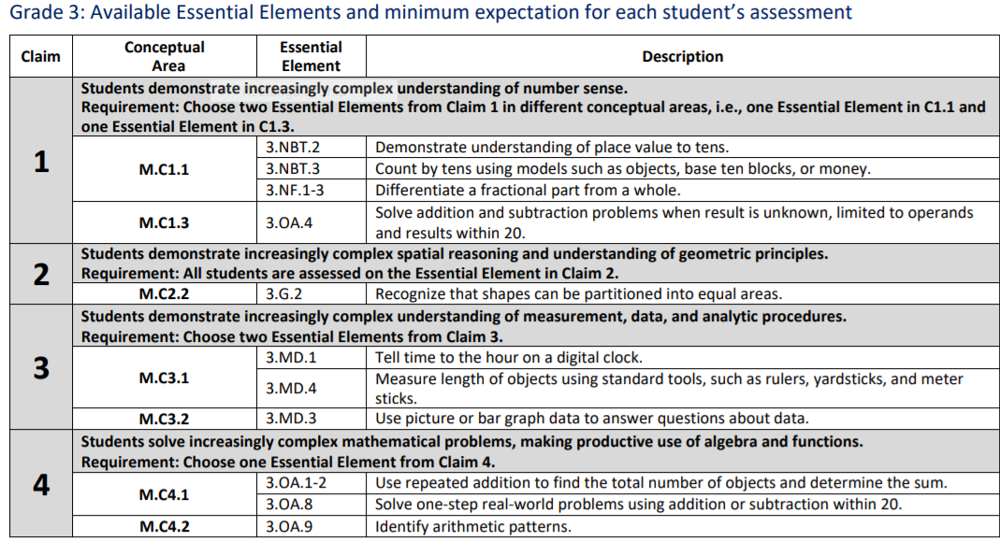 Grade 3: Available Essential Elements and minimum expectation for each student's assessment
Claim
Conceptual
Area
Essential
Element
Description
1
Students demonstrate increasingly complex understanding of number sense.
Requirement: Choose two Essential Elements from Claim 1 in different conceptual areas, i.e., one Essential Element in C1.1 and
one Essential Element in C1.3.
M.C1.1
3.NBT.2
Demonstrate understanding of place value to tens.
3.NBT.3
Count by tens using models such as objects, base ten blocks, or money.
3.NF.1-3
Differentiate a fractional part from a whole.
M.C1.3
3.OA.4
Solve addition and subtraction problems when result is unknown, limited to operands
and results within 20.
2
Students demonstrate increasingly complex spatial reasoning and understanding of geometric principles.
Requirement: All students are assessed on the Essential Element in Claim 2.
M.C2.2
3.G.2
Recognize that shapes can be partitioned into equal areas.
3
Students demonstrate increasingly complex understanding of measurement, data, and analytic procedures.
Requirement: Choose two Essential Elements from Claim 3.
M.C3.1
3.MD.1
Tell time to the hour on a digital clock.
3.MD.4
Measure length of objects using standard tools, such as rulers, yardsticks, and meter
sticks.
M.C3.2
3.MD.3
Use picture or bar graph data to answer questions about data.
4
Students solve increasingly complex mathematical problems, making productive use of algebra and functions.
Requirement: Choose one Essential Element from Claim 4.
M.C4.1
3.OA.1-2
Use repeated addition to find the total number of objects and determine the sum.
3.OA.8
Solve one-step real-world problems using addition or subtraction within 20.
M.C4.2
3.OA.9
Identify arithmetic patterns.